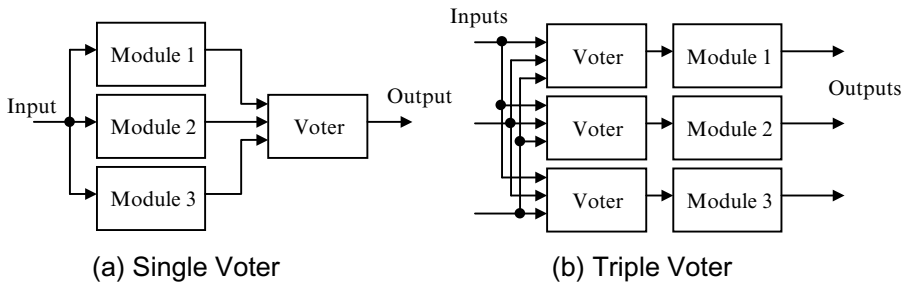 Input
Module 1
Module 2
Module 3
Voter
Output
(a) Single Voter
Inputs
Voter
Module 1
Voter
Module 2
Voter
Module 3
Outputs
(b) Triple Voter